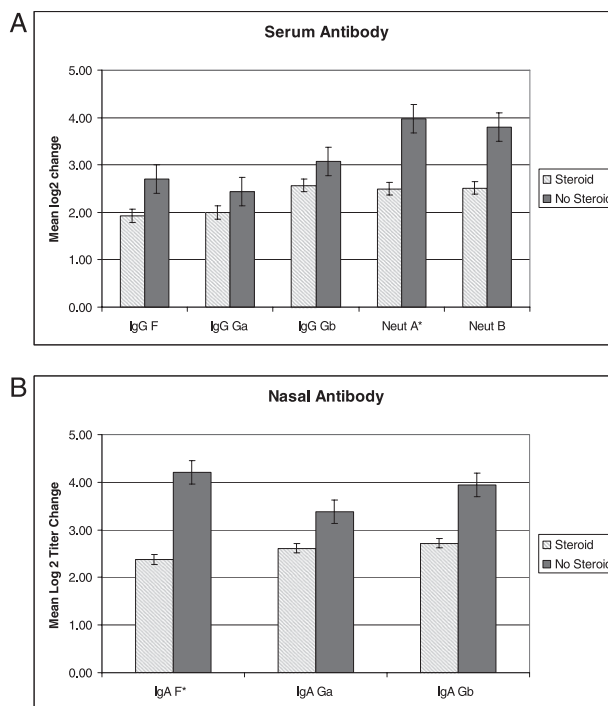 A
Serum Antibody
5.00
4.00
3.00
2.00
1.00
0.00
Mean log2 change
IgG F
IgG Ga
IgG Gb
Neut A*
Neut B
Steroid
No Steroid
B
Nasal Antibody
5.00
4.00
3.00
2.00
1.00
0.00
Mean Log 2 Titer Change
IgA F*
IgA Ga
IgA Gb
Steroid
No Steroid